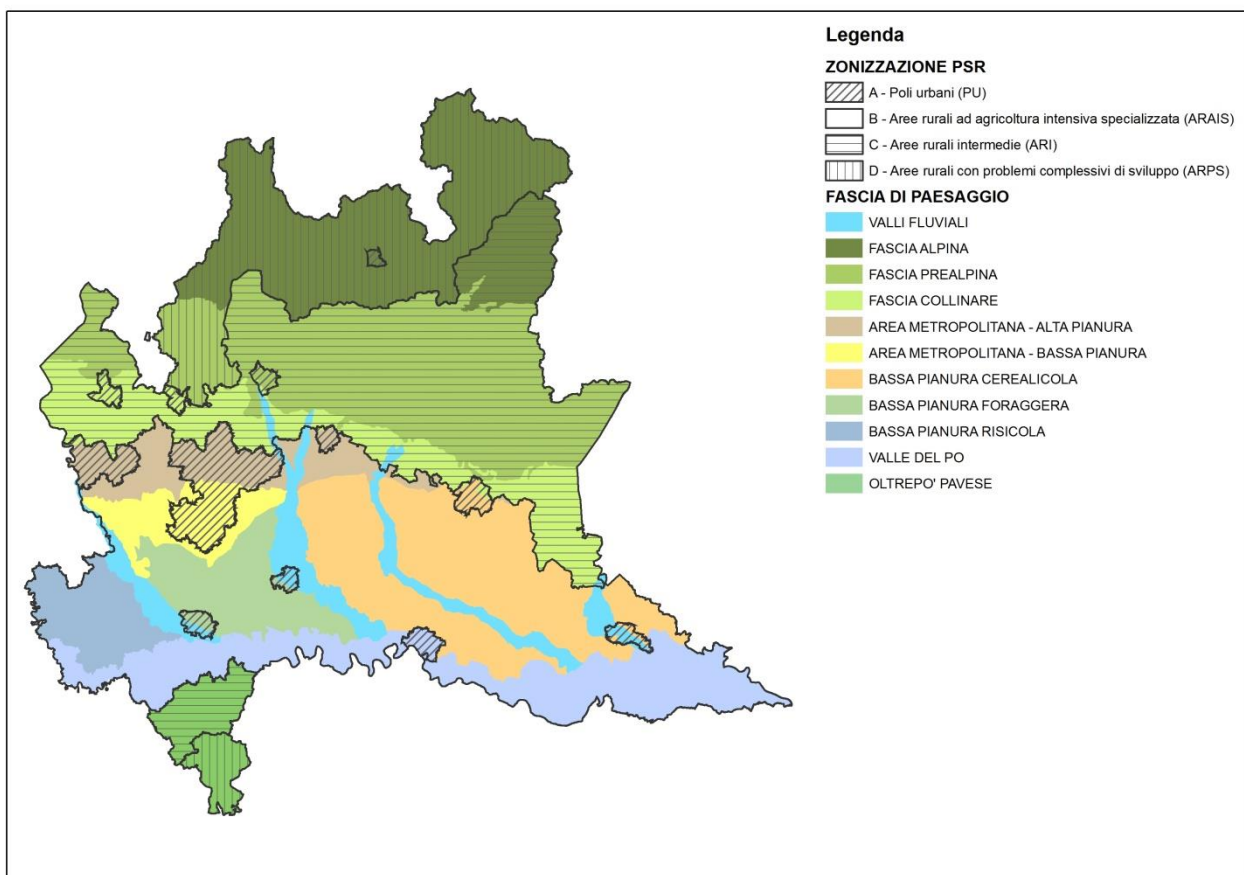 Legenda
ZONIZZAZIONE PSR
A - Poli urbani (PU)
B - Aree rurali ad agricoltura intensiva specializzata (ARAIS)
C - Aree rurali intermedie (ARI)
D - Aree rurali con problemi complessivi di sviluppo (ARPS)
FASCIA DI PAESAGGIO
VALLI FLUVIALI
FASCIA ALPINA
FASCIA PREALPINA
FASCIA COLLINARE
AREA METROPOLITANA - ALTA PIANURA
AREA METROPOLITANA - BASSA PIANURA
BASSA PIANURA CEREALICOLA
BASSA PIANURA FORAGGERA
BASSA PIANURA RISICOLA
VALLE DEL PO
OLTREPO' PAVESE